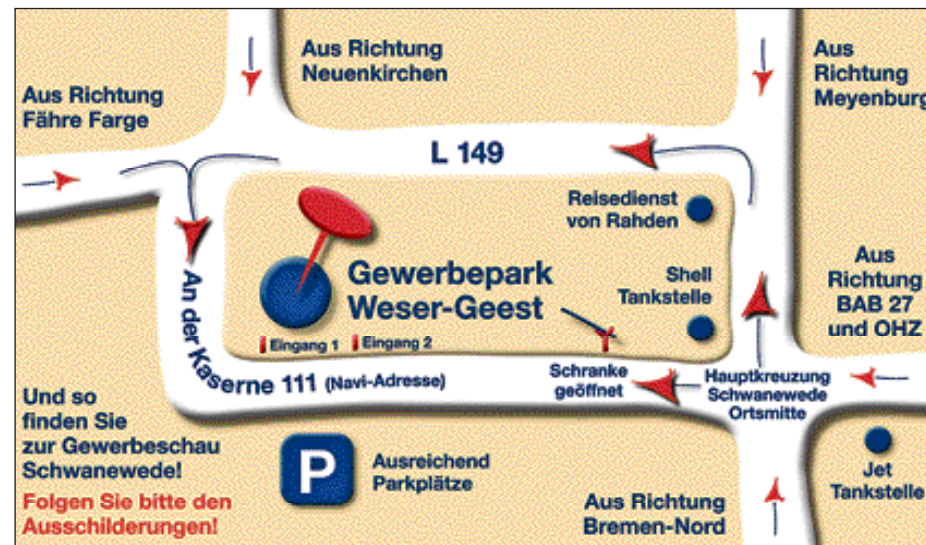 Aus Richtung
Neuenkirchen
Aus
Richtung
Meyenburg
Aus Richtung
Fähre Farge
L 149
Reisedienst
von Rahden
Gewerbepark
Weser-Geest
Shell
Tankstelle
Aus
Richtung
BAB 27
und OHZ
Eingang 1
Eingang 2
An der Kaserne 111 (Navi-Adresse)
Schranke
geöffnet
Hauptkreuzung
Schwanewede
Ortsmitte
Und so
finden Sie
zur Gewerbeschau
Schwanewede!
Folgen Sie bitte den
Ausschilderungen!
P
Ausreichend
Parkplätze
Aus Richtung
Bremen-Nord
Jet
Tankstelle